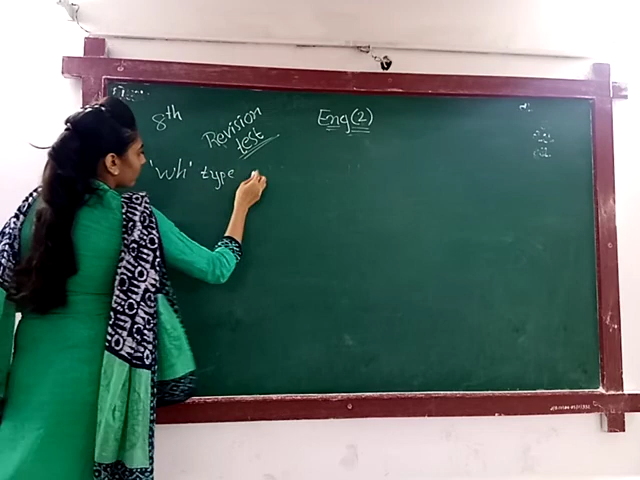 8th
Revision
test
Eng(2)
'Wh' type